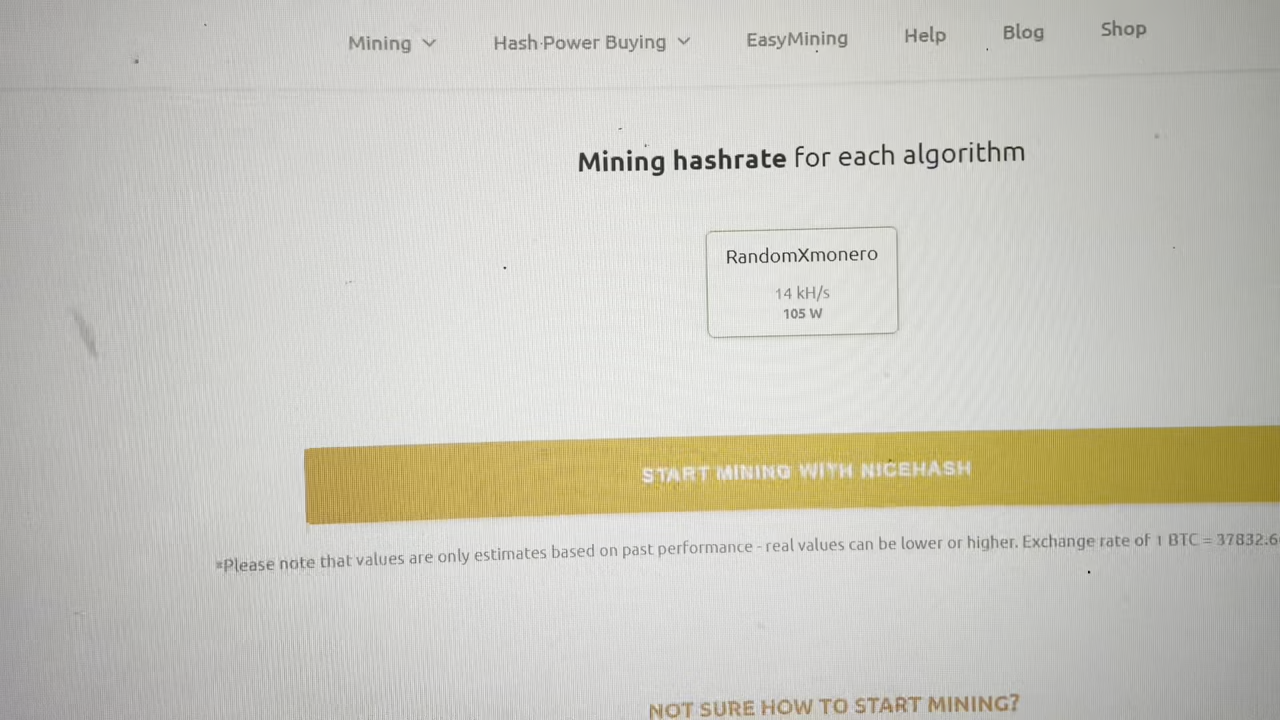 Mining Hash Power Buying EasyMining Help Blog Shop
Mining hashrate for each algorithm
RandomXmonero
14 kH/s
105 W
START MINING WITH NICEHASH
*Please note that values are only estimates based on past performance - real values can be lower or higher. Exchange rate of 1 BTC = 37832.6
NOT SURE HOW TO START MINING?